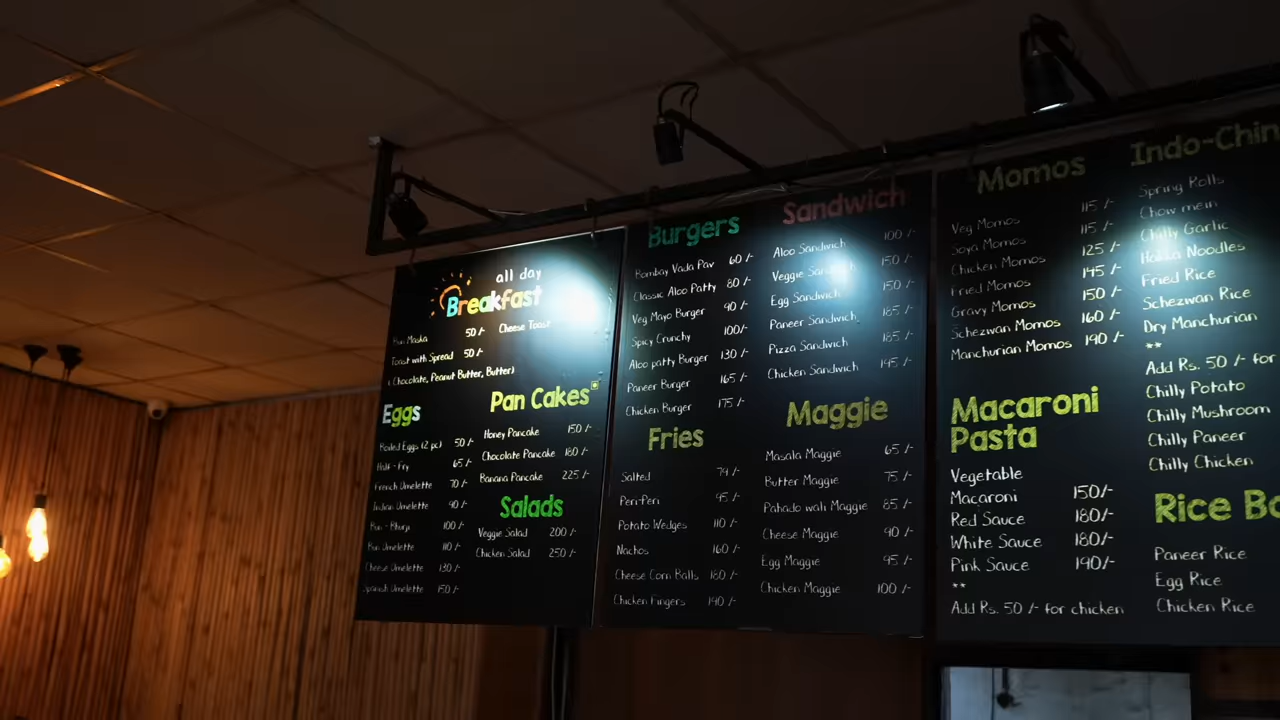 all day
Breakfast
Bun Maska 50 /- Cheese Toast
Toast with Spread 50 /-
( Chocolate, Peanut Butter, Butter)
Eggs
Boiled Eggs (2 pc) 50 /-
Half - Fry 65 /-
French Omelette 70 /-
Indian Omelette 90 /-
Bun - Bhurji 100 /-
Bun Omelette 110 /-
Cheese Omelette 130 /-
Spanish Omelette 150 /-
Pan Cakes
Honey Pancake 150 /-
Chocolate Pancake 180 /-
Banana Pancake 225 /-
Salads
Veggie Salad 200 /-
Chicken Salad 250 /-
Burgers
Bombay Vada Pav 60 /-
Classic Aloo Patty 80 /-
Veg Mayo Burger 90 /-
Spicy Crunchy 100/-
Aloo patty Burger 130 /-
Paneer Burger 165 /-
Chicken Burger 175 /-
Fries
Salted 79 /-
Peri-Peri 95 /-
Potato Wedges 110 /-
Nachos 160 /-
Cheese Corn Balls 180 /-
Chicken Fingers 190 /-
Sandwich
Aloo Sandwich 100 /-
Veggie Sandwich 150 /-
Egg Sandwich 150 /-
Paneer Sandwich 185 /-
Pizza Sandwich 185 /-
Chicken Sandwich 195 /-
Maggie
Masala Maggie 65 /-
Butter Maggie 75 /-
Pahado wali Maggie 85 /-
Cheese Maggie 90 /-
Egg Maggie 95 /-
Chicken Maggie 100 /-
Momos
Veg Momos 115 /-
Soya Momos 115 /-
Chicken Momos 125 /-
Fried Momos 145 /-
Gravy Momos 150 /-
Schezwan Momos 160 /-
Manchurian Momos 190 /-
Macaroni
Pasta
Vegetable
Macaroni 150/-
Red Sauce 180/-
White Sauce 180/-
Pink Sauce 190/-
**
Add Rs. 50 /- for chicken
Indo-Chin
Spring Rolls
Chow mein
Chilly Garlic
Hakka Noodles
Fried Rice
Schezwan Rice
Dry Manchurian
**
Add Rs. 50 /- for
Chilly Potato
Chilly Mushroom
Chilly Paneer
Chilly Chicken
Rice Bo
Paneer Rice
Egg Rice
Chicken Rice